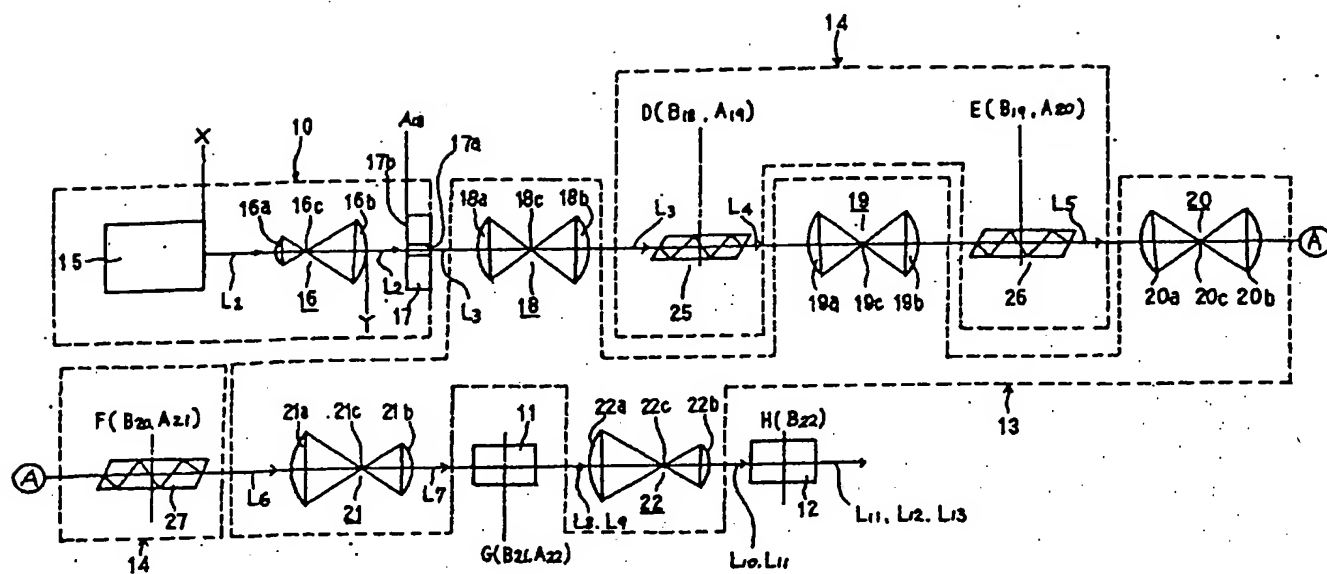 14
D(B18, A19)
E(B19, A20)
X
10
A18
17b
17a
16a
16c
16b
18a
18c
18b
L3
L4
19
L5
20
A
15
L1
16
L2
Y
17
L3
18
25
19a
19c
19b
26
20a
20c
20b
F(B20, A21)
21a
21c
21b
11
22a
22c
22b
H(B22)
13
A
27
L6
21
L7
L8, L9
22
12
14
G(B21, A22)
L10, L11
L11, L12, L13